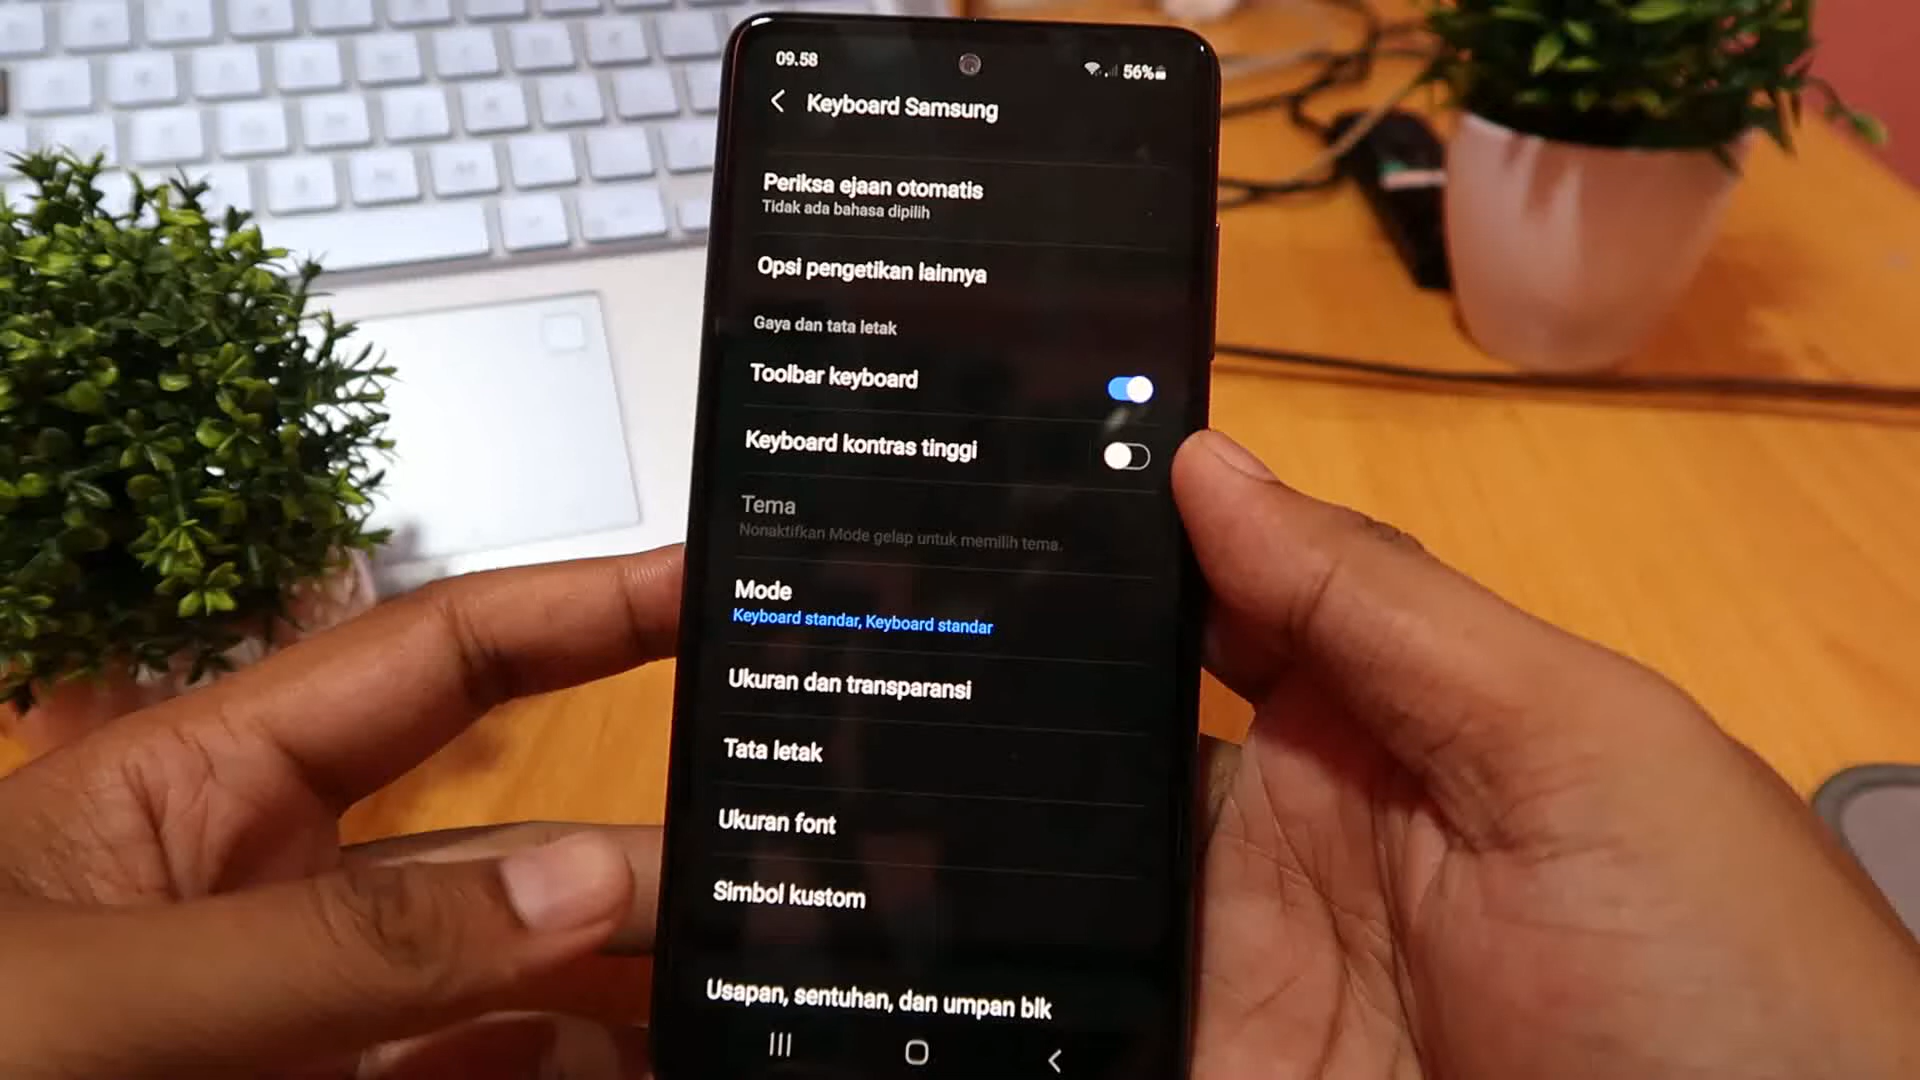 09.58
56%
Keyboard Samsung
Periksa ejaan otomatis
Tidak ada bahasa dipilih
Opsi pengetikan lainnya
Gaya dan tata letak
Toolbar keyboard
Keyboard kontras tinggi
Tema
Nonaktifkan Mode gelap untuk memilih tema.
Mode
Keyboard standar, Keyboard standar
Ukuran dan transparansi
Tata letak
Ukuran font
Simbol kustom
Usapan, sentuhan, dan umpan blk